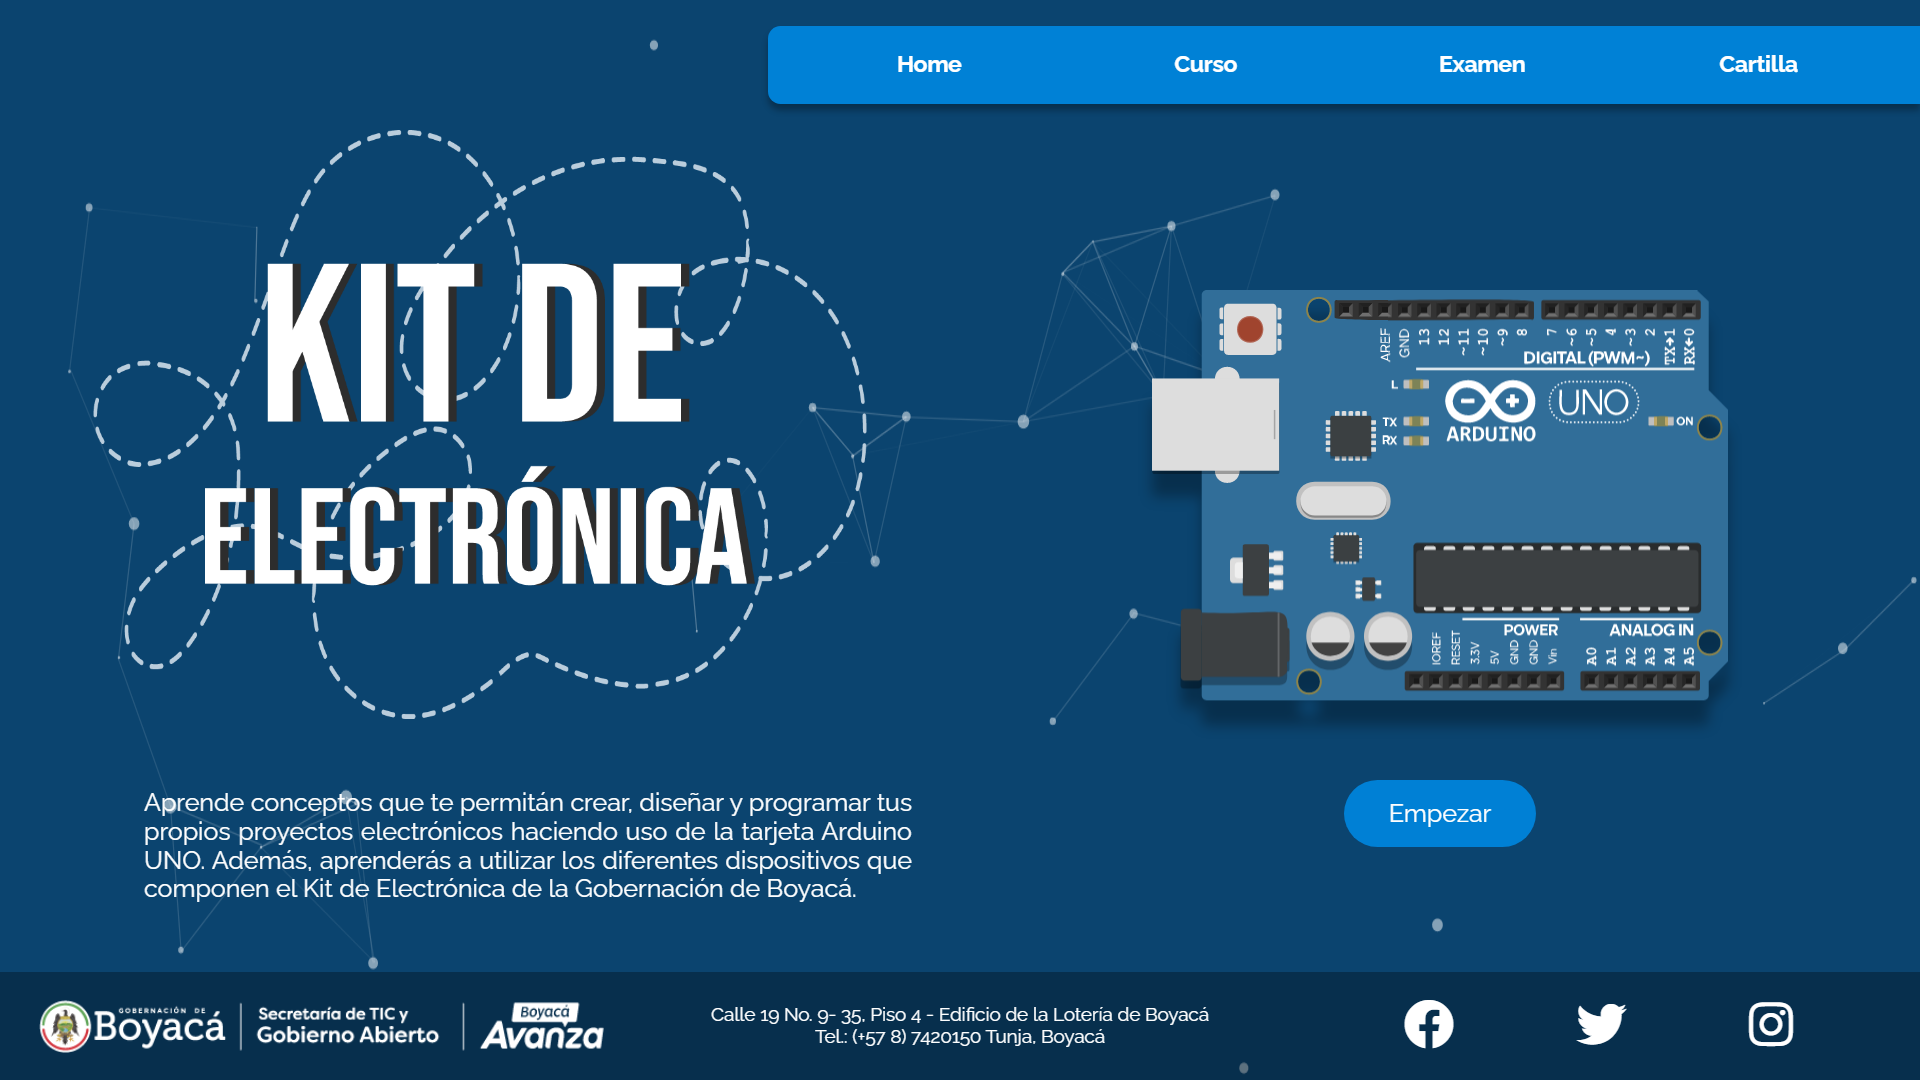 Home
Curso
Examen
Cartilla
KIT DE
ELECTRÓNICA
AREF
GND
13
12
~11
~10
~9
8
7
~6
~5
4
~3
2
TX→1
RX←0
DIGITAL (PWM~)
L
TX
RX
ARDUINO
UNO
ON
POWER
ANALOG IN
IOREF
RESET
3.3V
5V
GND
GND
Vin
A0
A1
A2
A3
A4
A5
Aprende conceptos que te permitán crear, diseñar y programar tus
propios proyectos electrónicos haciendo uso de la tarjeta Arduino
UNO. Además, aprenderás a utilizar los diferentes dispositivos que
componen el Kit de Electrónica de la Gobernación de Boyacá.
Empezar
GOBERNACIÓN DE
Boyacá
Secretaría de TIC y
Gobierno Abierto
Boyacá
Avanza
Calle 19 No. 9- 35, Piso 4 - Edificio de la Lotería de Boyacá
Tel.: (+57 8) 7420150 Tunja, Boyacá